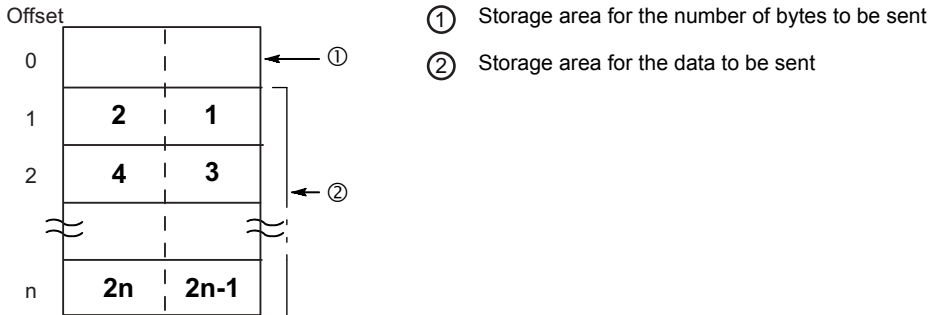 Offset
0 ①
1 2 1
2 4 3
②
n 2n 2n-1
① Storage area for the number of bytes to be sent
② Storage area for the data to be sent